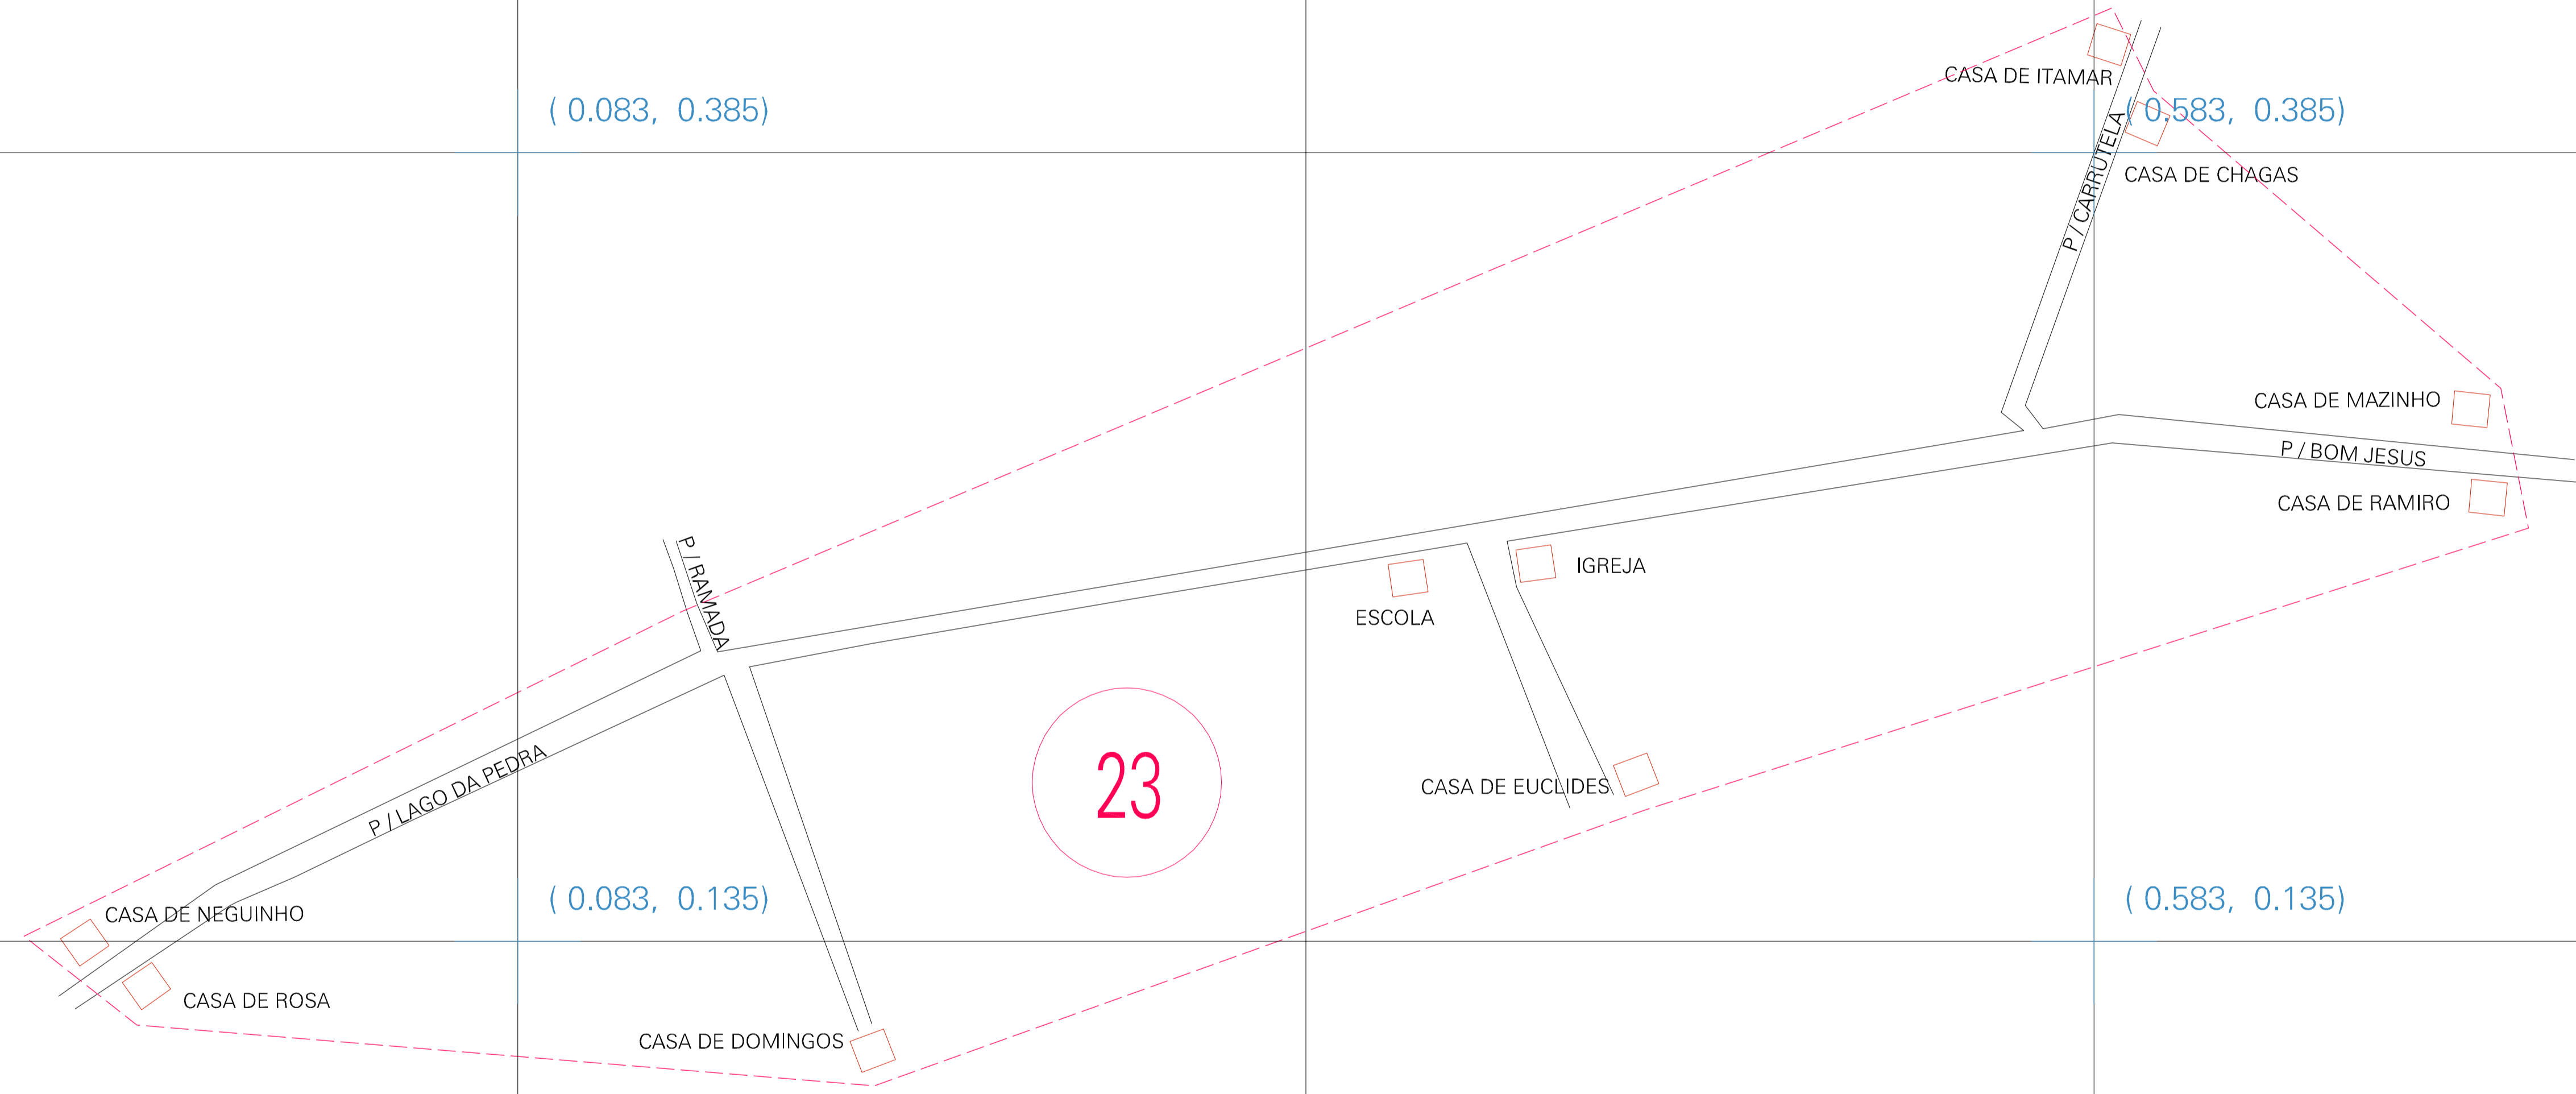 CASA DE ITAMAR
( 0.083,  0.385)
( 0.583,  0.385)
P / CARRUTELA
CASA DE CHAGAS
CASA DE MAZINHO
P / BOM JESUS
CASA DE RAMIRO
P / RAMADA
IGREJA
ESCOLA
23
P / LAGO DA PEDRA
CASA DE EUCLIDES
( 0.083,  0.135)
( 0.583,  0.135)
CASA DE NEGUINHO
CASA DE ROSA
CASA DE DOMINGOS